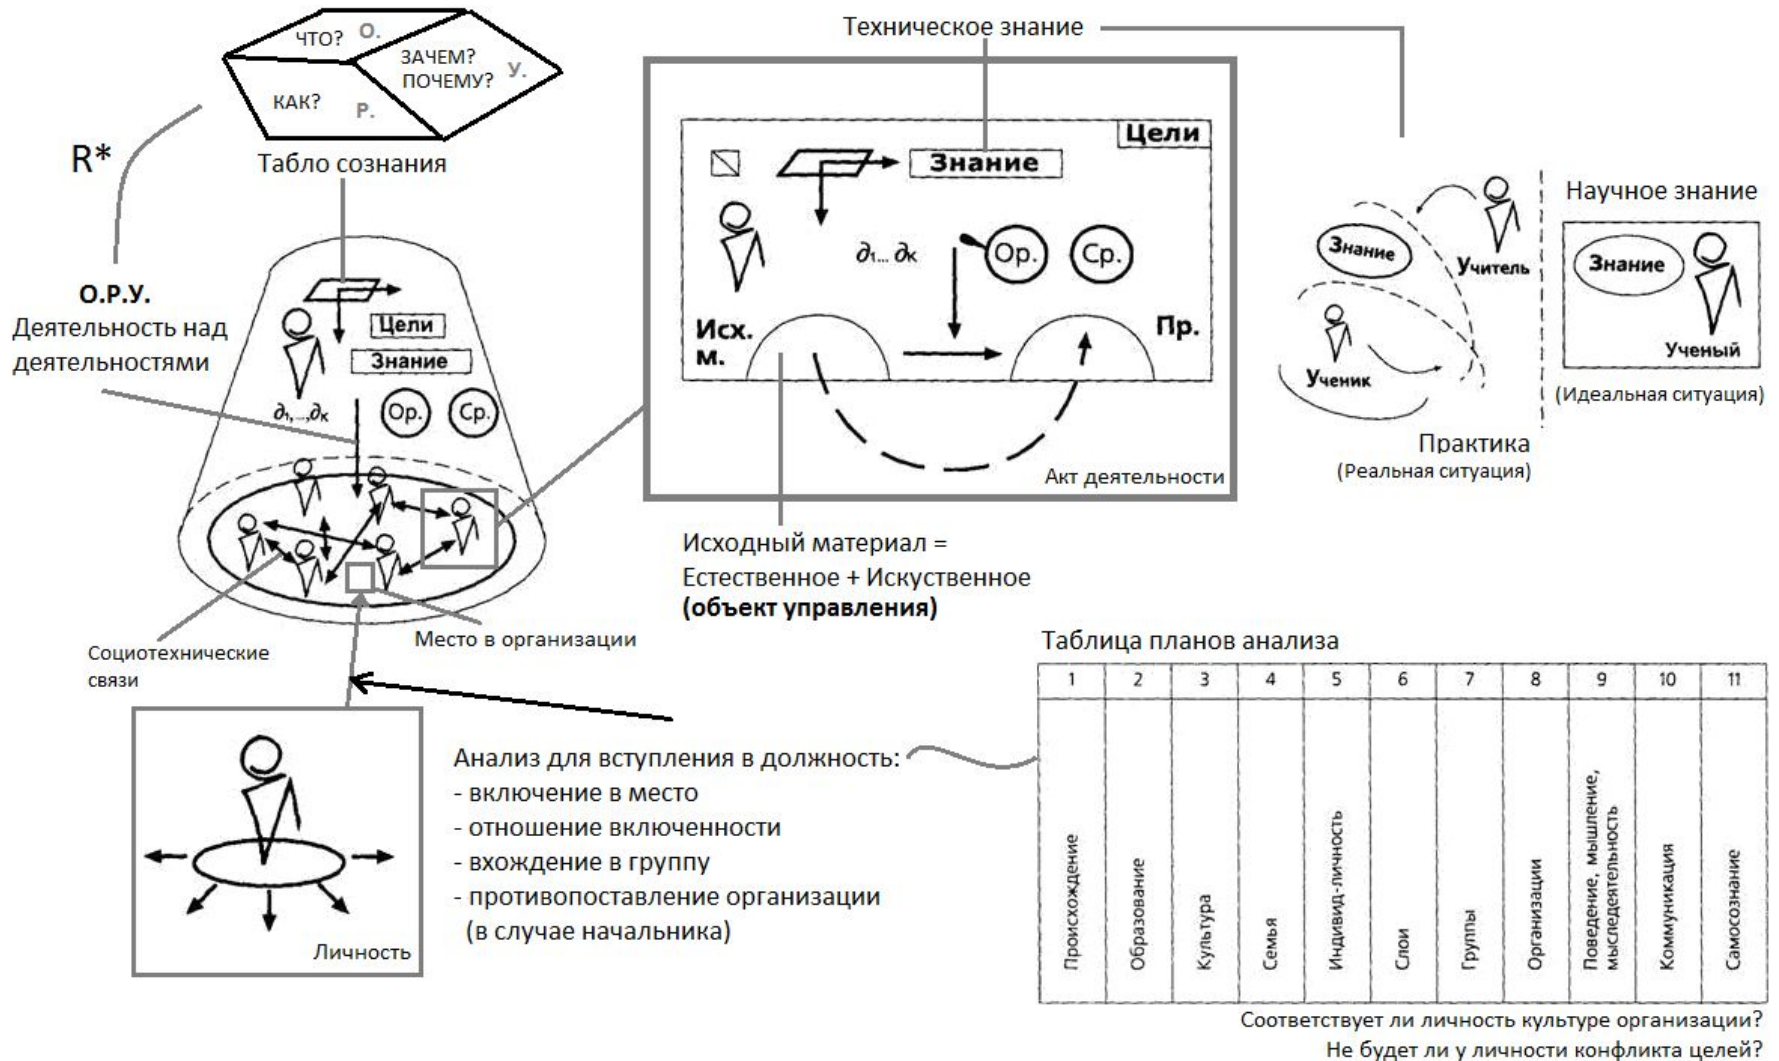 ЧТО? О.
ЗАЧЕМ?
ПОЧЕМУ? У.
КАК? Р.
Табло сознания
R*
О.Р.У.
Деятельность над
деятельностями
Цели
Знание
∂₁,...,∂к
Ор.
Ср.
Социотехнические
связи
Место в организации
Личность
Техническое знание
Цели
Знание
∂₁... ∂к
Ор.
Ср.
Исх.
м.
Пр.
Акт деятельности
Исходный материал =
Естественное + Искуственное
(объект управления)
Знание
Учитель
Ученик
Практика
(Реальная ситуация)
Научное знание
Знание
Ученый
(Идеальная ситуация)
Анализ для вступления в должность:
- включение в место
- отношение включенности
- вхождение в группу
- противопоставление организации
(в случае начальника)
Таблица планов анализа
1 2 3 4 5 6 7 8 9 10 11
Происхождение
Образование
Культура
Семья
Индивид-личность
Слои
Группы
Организации
Поведение, мышление,
мыследеятельность
Коммуникация
Самосознание
Соответствует ли личность культуре организации?
Не будет ли у личности конфликта целей?